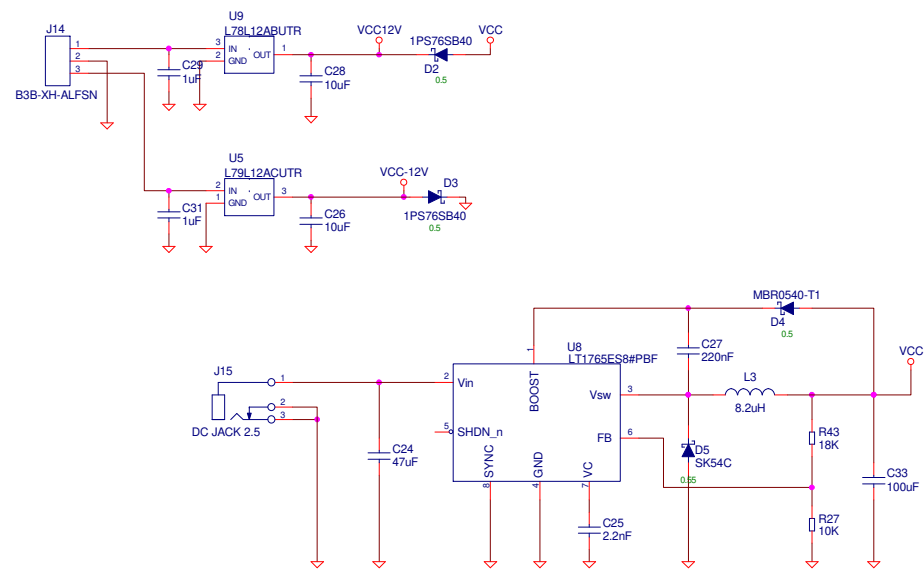 U9
L78L12ABUTR
J14
1
2
3
B3B-XH-ALFSN
3
IN
2
GND
OUT
1
C29
1uF
C28
10uF
VCC12V
1PS76SB40
D2
0.5
VCC
U5
L79L12ACUTR
2
IN
1
GND
OUT
3
C31
1uF
C26
10uF
VCC-12V
D3
1PS76SB40
0.5
MBR0540-T1
D4
0.5
U8
LT1765ES8#PBF
1
BOOST
C27
220nF
VCC
J15
1
2
3
DC JACK 2.5
2
Vin
Vsw
3
L3
8.2uH
5
SHDN_n
FB
6
SYNC
8
GND
4
VC
7
C24
47uF
D5
SK54C
0.55
R43
18K
C33
100uF
R27
10K
C25
2.2nF